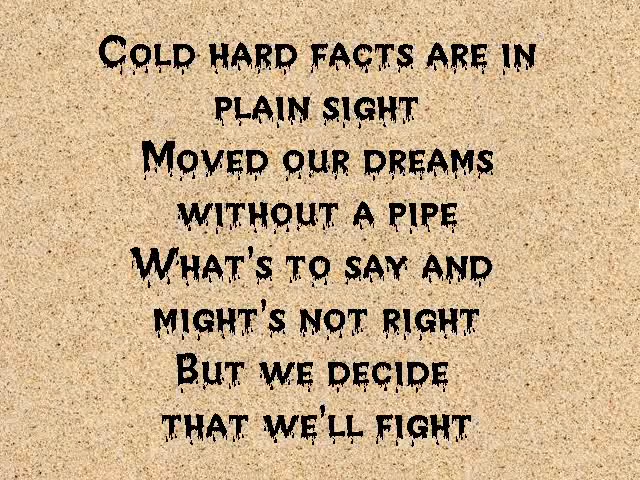 Cold hard facts are in
plain sight
Moved our dreams
without a pipe
What's to say and
might's not right
But we decide
that we'll fight